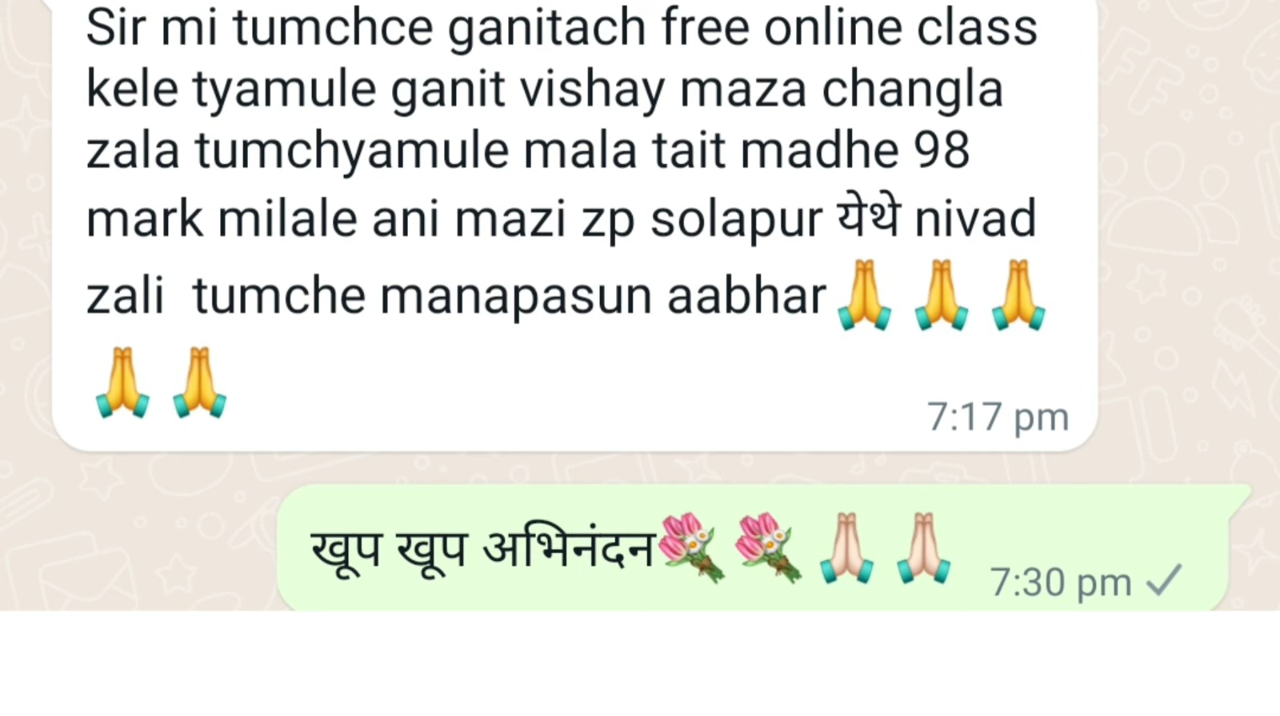 Sir mi tumchce ganitach free online class
kele tyamule ganit vishay maza changla
zala tumchyamule mala tait madhe 98
mark milale ani mazi zp solapur येथे nivad
zali  tumche manapasun aabhar🙏🙏🙏
🙏🙏
7:17 pm
खूप खूप अभिनंदन💐💐🙏🏻🙏🏻
7:30 pm